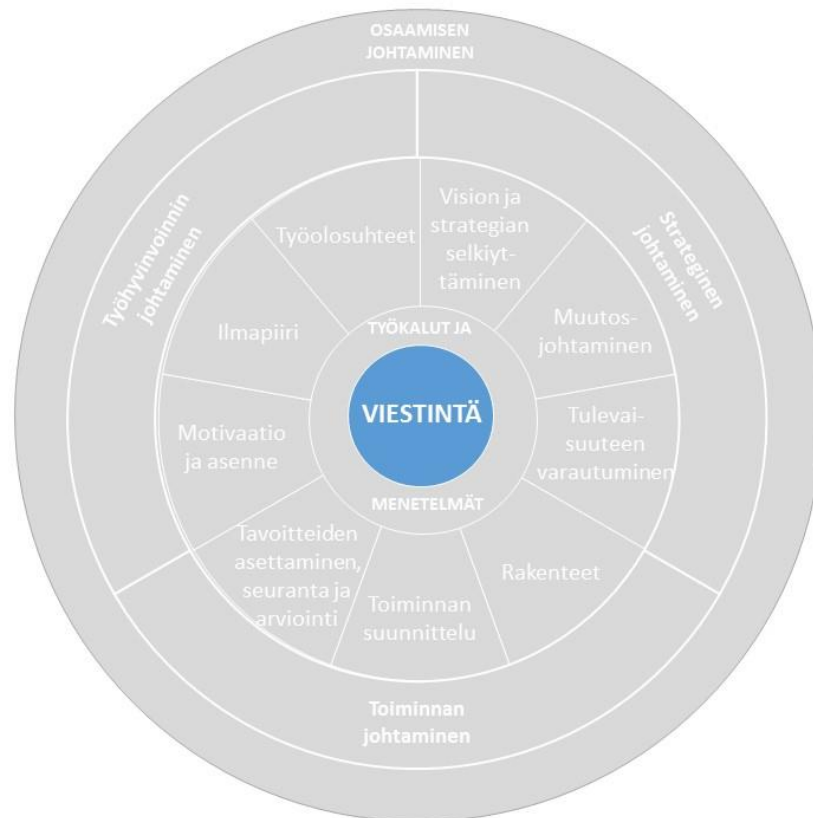 OSAAMISEN
JOHTAMINEN
Työhyvinvoinnin
johtaminen
Strateginen
johtaminen
Työolosuhteet
Vision ja
strategian
selkiyt-
täminen
Ilmapiiri
TYÖKALUT JA
Muutos-
johtaminen
VIESTINTÄ
Motivaatio
ja asenne
Tulevai-
suuteen
varautuminen
MENETELMÄT
Tavoitteiden
asettaminen,
seuranta ja
arviointi
Toiminnan
suunnittelu
Rakenteet
Toiminnan
johtaminen